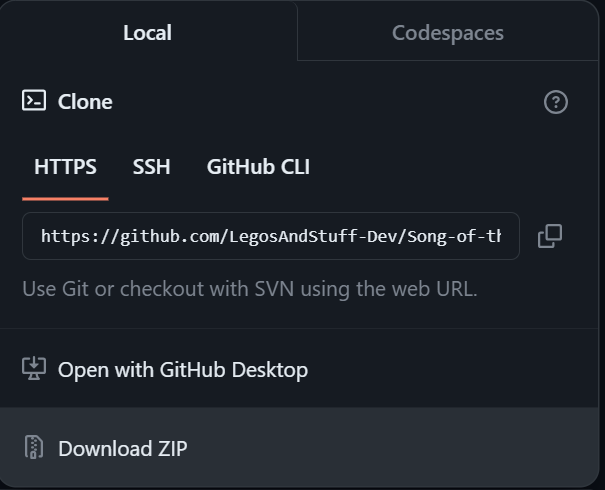 Local Codespaces
Clone
HTTPS SSH GitHub CLI
https://github.com/LegosAndStuff-Dev/Song-of-th
Use Git or checkout with SVN using the web URL.
Open with GitHub Desktop
Download ZIP